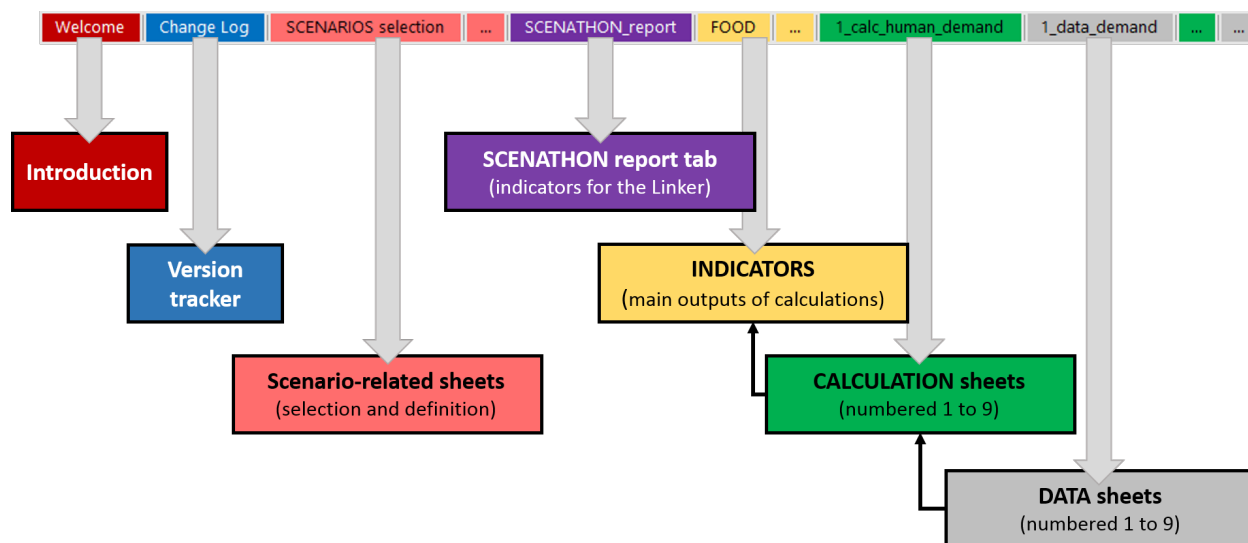 Welcome Change Log SCENARIOS selection ... SCENATHON_report FOOD ... 1_calc_human_demand 1_data_demand ... ...
Introduction
SCENATHON report tab
(indicators for the Linker)
Version
tracker
INDICATORS
(main outputs of calculations)
Scenario-related sheets
(selection and definition)
CALCULATION sheets
(numbered 1 to 9)
DATA sheets
(numbered 1 to 9)